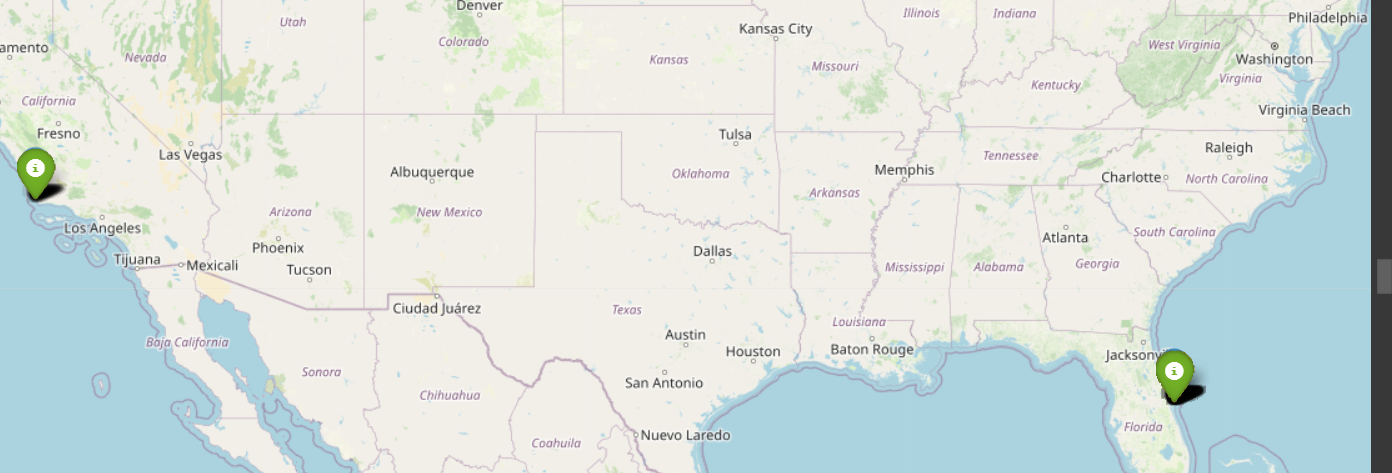 Denver
Utah
Illinois
Indiana
Philadelphia
Kansas City
amento
Colorado
West Virginia
Nevada
Kansas
Missouri
Washington
Virginia
Kentucky
California
Virginia Beach
Fresno
Tulsa
Las Vegas
Raleigh
Tennessee
Albuquerque
Oklahoma
Memphis
Charlotte
North Carolina
i
Arkansas
Arizona
New Mexico
Los Angeles
South Carolina
Atlanta
Phoenix
Dallas
Tijuana
Mexicali
Tucson
Mississippi
Alabama
Georgia
Ciudad Juárez
Texas
Louisiana
Austin
Baja California
Houston
Baton Rouge
Jacksonv
i
Sonora
San Antonio
Chihuahua
Florida
Coahuila
Nuevo Laredo